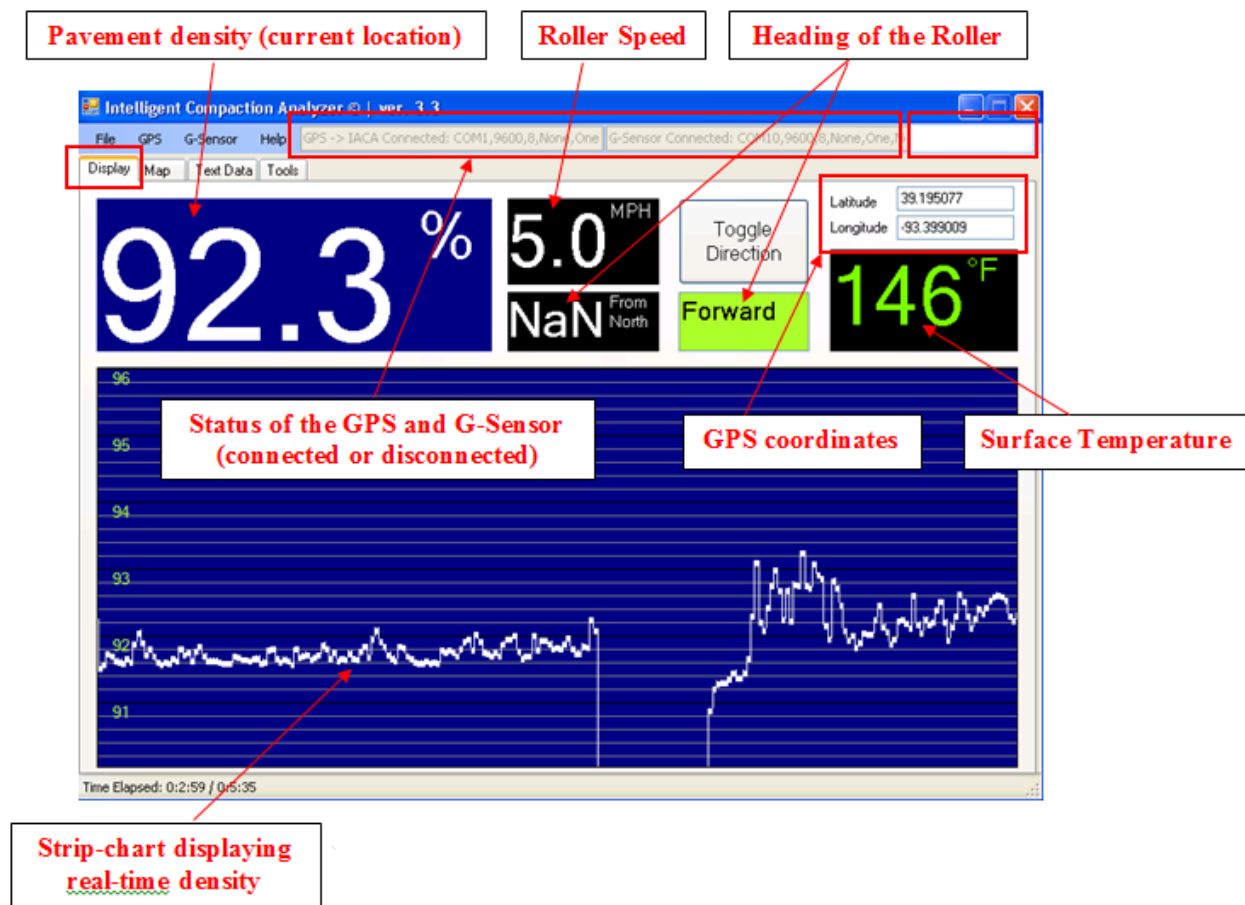 Pavement density (current location)
Roller Speed
Heading of the Roller
Intelligent Compaction Analyzer © | ver. 3.3
File GPS G-Sensor Help GPS -> IACA Connected: COM1,9600,8,None,One G-Sensor Connected: COM10,9600,8,None,One,
Display Map Text Data Tools
92.3 %
5.0 MPH
NaN From
North
Toggle
Direction
Forward
Latitude 39.195077
Longitude -93.399009
146 °F
Status of the GPS and G-Sensor
(connected or disconnected)
GPS coordinates
Surface Temperature
96
95
94
93
92
91
Time Elapsed: 0:2:59 / 0:5:35
Strip-chart displaying
real-time density